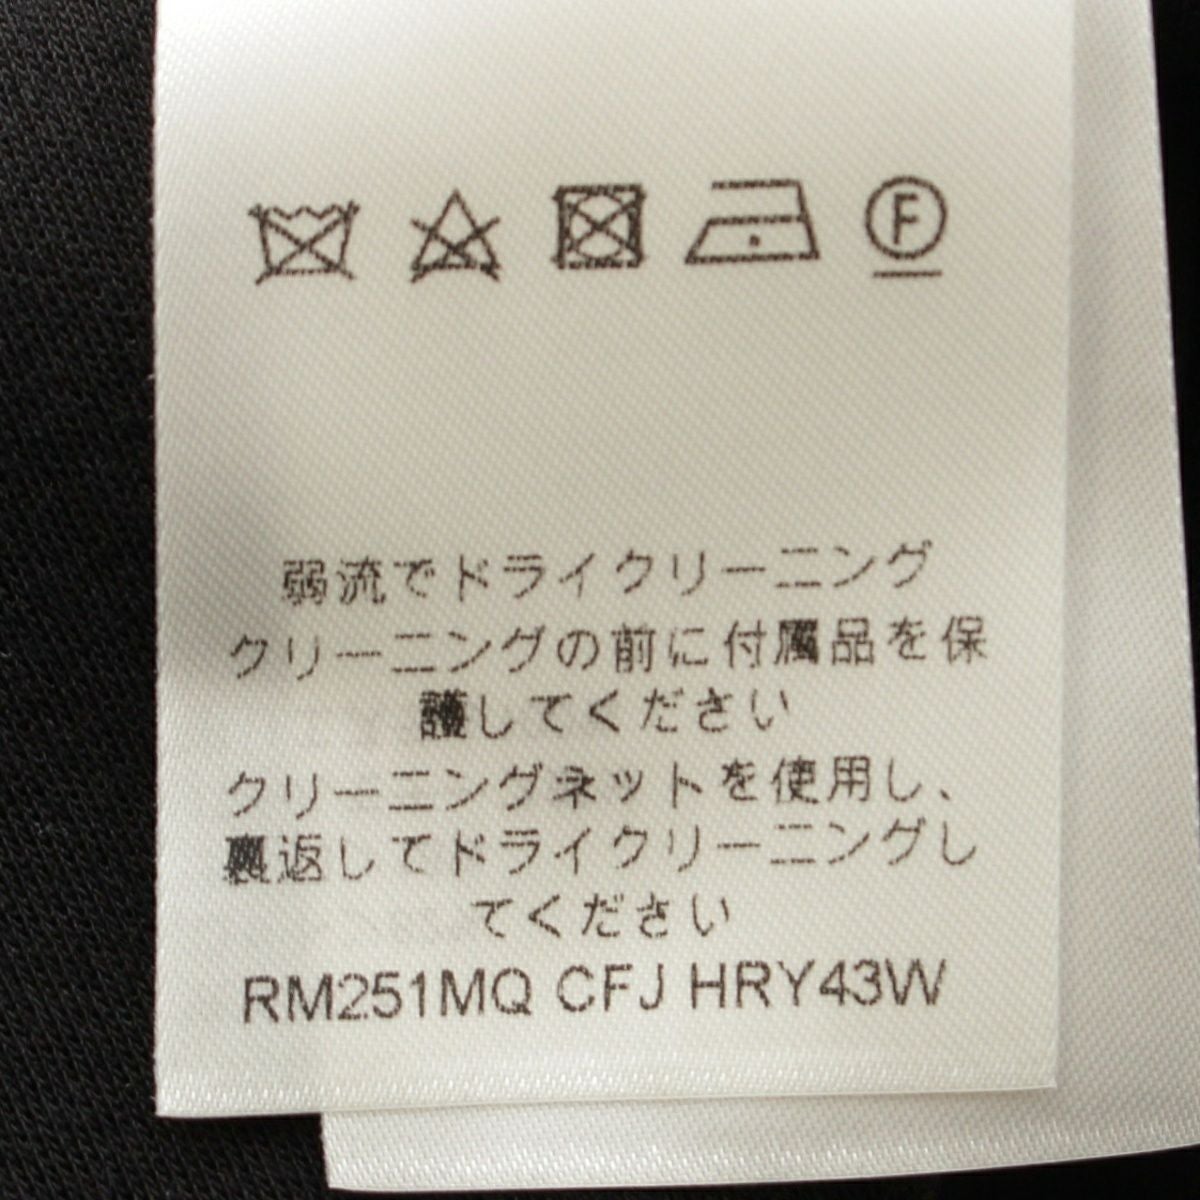 F
弱流でドライクリーニング
クリーニングの前に付属品を保
護してください
クリーニングネットを使用し、
裏返してドライクリーニングし
てください
RM251MQ CFJ HRY43W